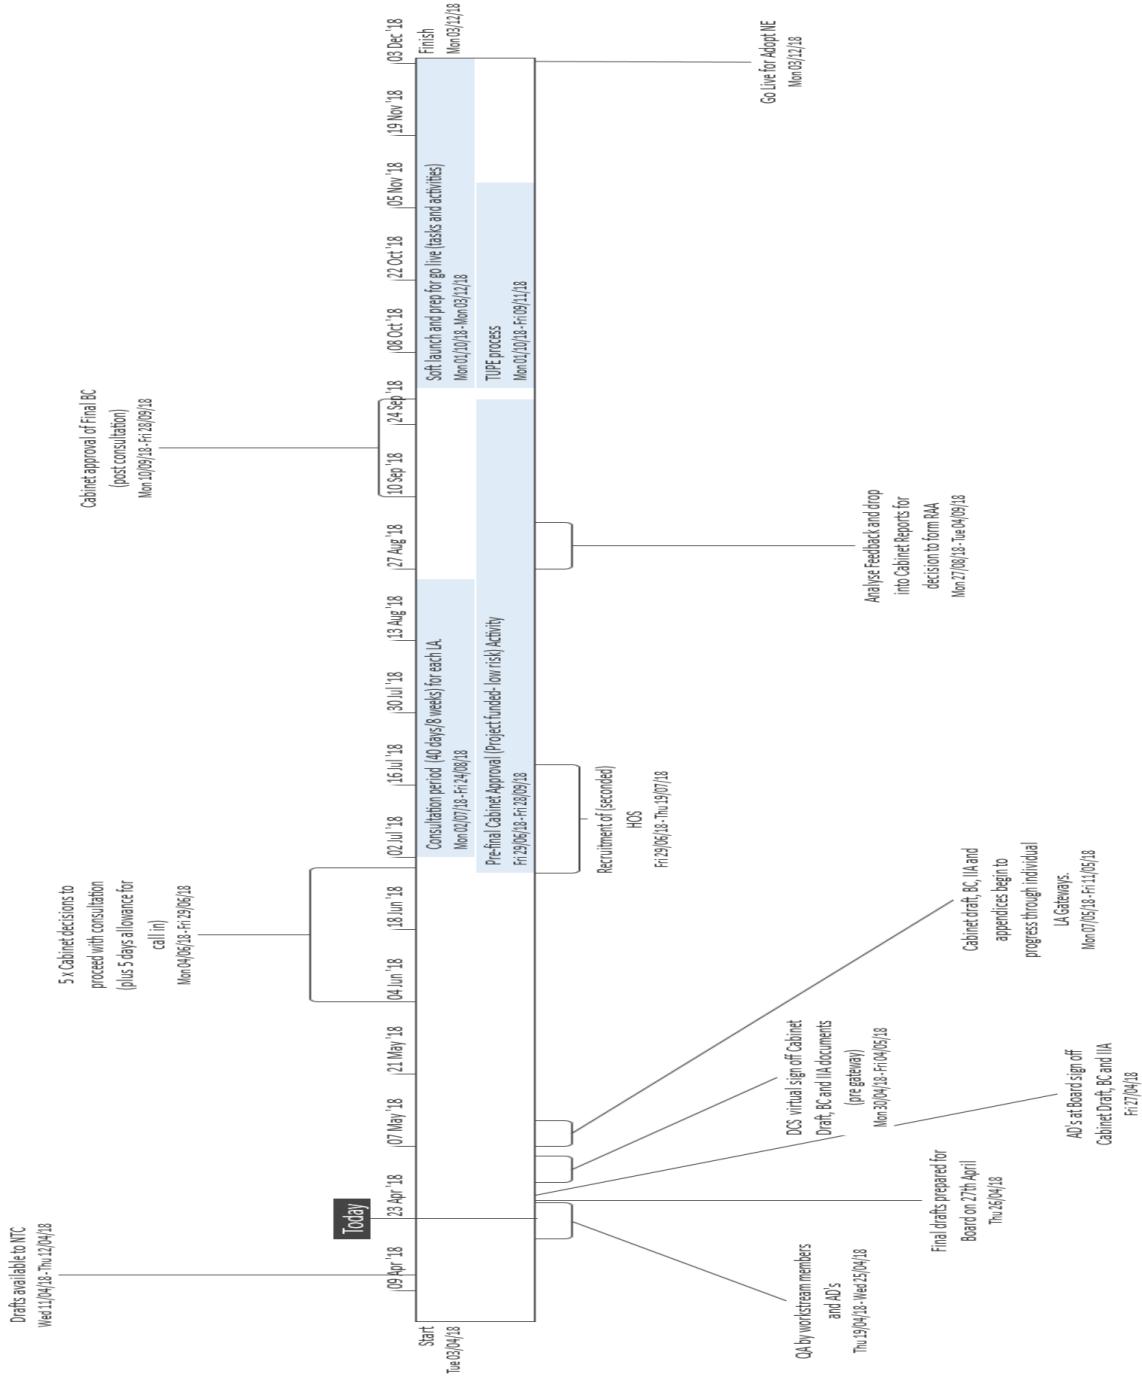 Drafts available to NTC
Wed 11/04/18 - Thu 12/04/18
5 x Cabinet decisions to
proceed with consultation
(plus 5 days allowance for
call in)
Mon 04/06/18 - Fri 29/06/18
Cabinet approval of Final BC
(post consultation)
Mon 10/09/18 - Fri 28/09/18
Today
09 Apr '18
23 Apr '18
07 May '18
21 May '18
04 Jun '18
18 Jun '18
02 Jul '18
16 Jul '18
30 Jul '18
13 Aug '18
27 Aug '18
10 Sep '18
24 Sep '18
08 Oct '18
22 Oct '18
05 Nov '18
19 Nov '18
03 Dec '18
Start
Tue 03/04/18
Consultation period (40 days/8 weeks) for each LA.
Mon 02/07/18 - Fri 24/08/18
Soft launch and prep for go live (tasks and activities)
Mon 01/10/18 - Mon 03/12/18
Finish
Mon 03/12/18
Pre-final Cabinet Approval (Project funded- low risk) Activity
Fri 29/06/18 - Fri 28/09/18
TUPE process
Mon 01/10/18 - Fri 09/11/18
QA by workstream members
and AD's
Thu 19/04/18 - Wed 25/04/18
Final drafts prepared for
Board on 27th April
Thu 26/04/18
AD's at Board sign off
Cabinet Draft, BC and IIA
Fri 27/04/18
DCS virtual sign off Cabinet
Draft, BC and IIA documents
(pre gateway)
Mon 30/04/18 - Fri 04/05/18
Cabinet draft, BC, IIA and
appendices begin to
progress through individual
LA Gateways.
Mon 07/05/18 - Fri 11/05/18
Recruitment of (seconded)
HOS
Fri 29/06/18 - Thu 19/07/18
Analyse Feedback and drop
into Cabinet Reports for
decision to form RAA
Mon 27/08/18 - Tue 04/09/18
Go Live for Adopt NE
Mon 03/12/18